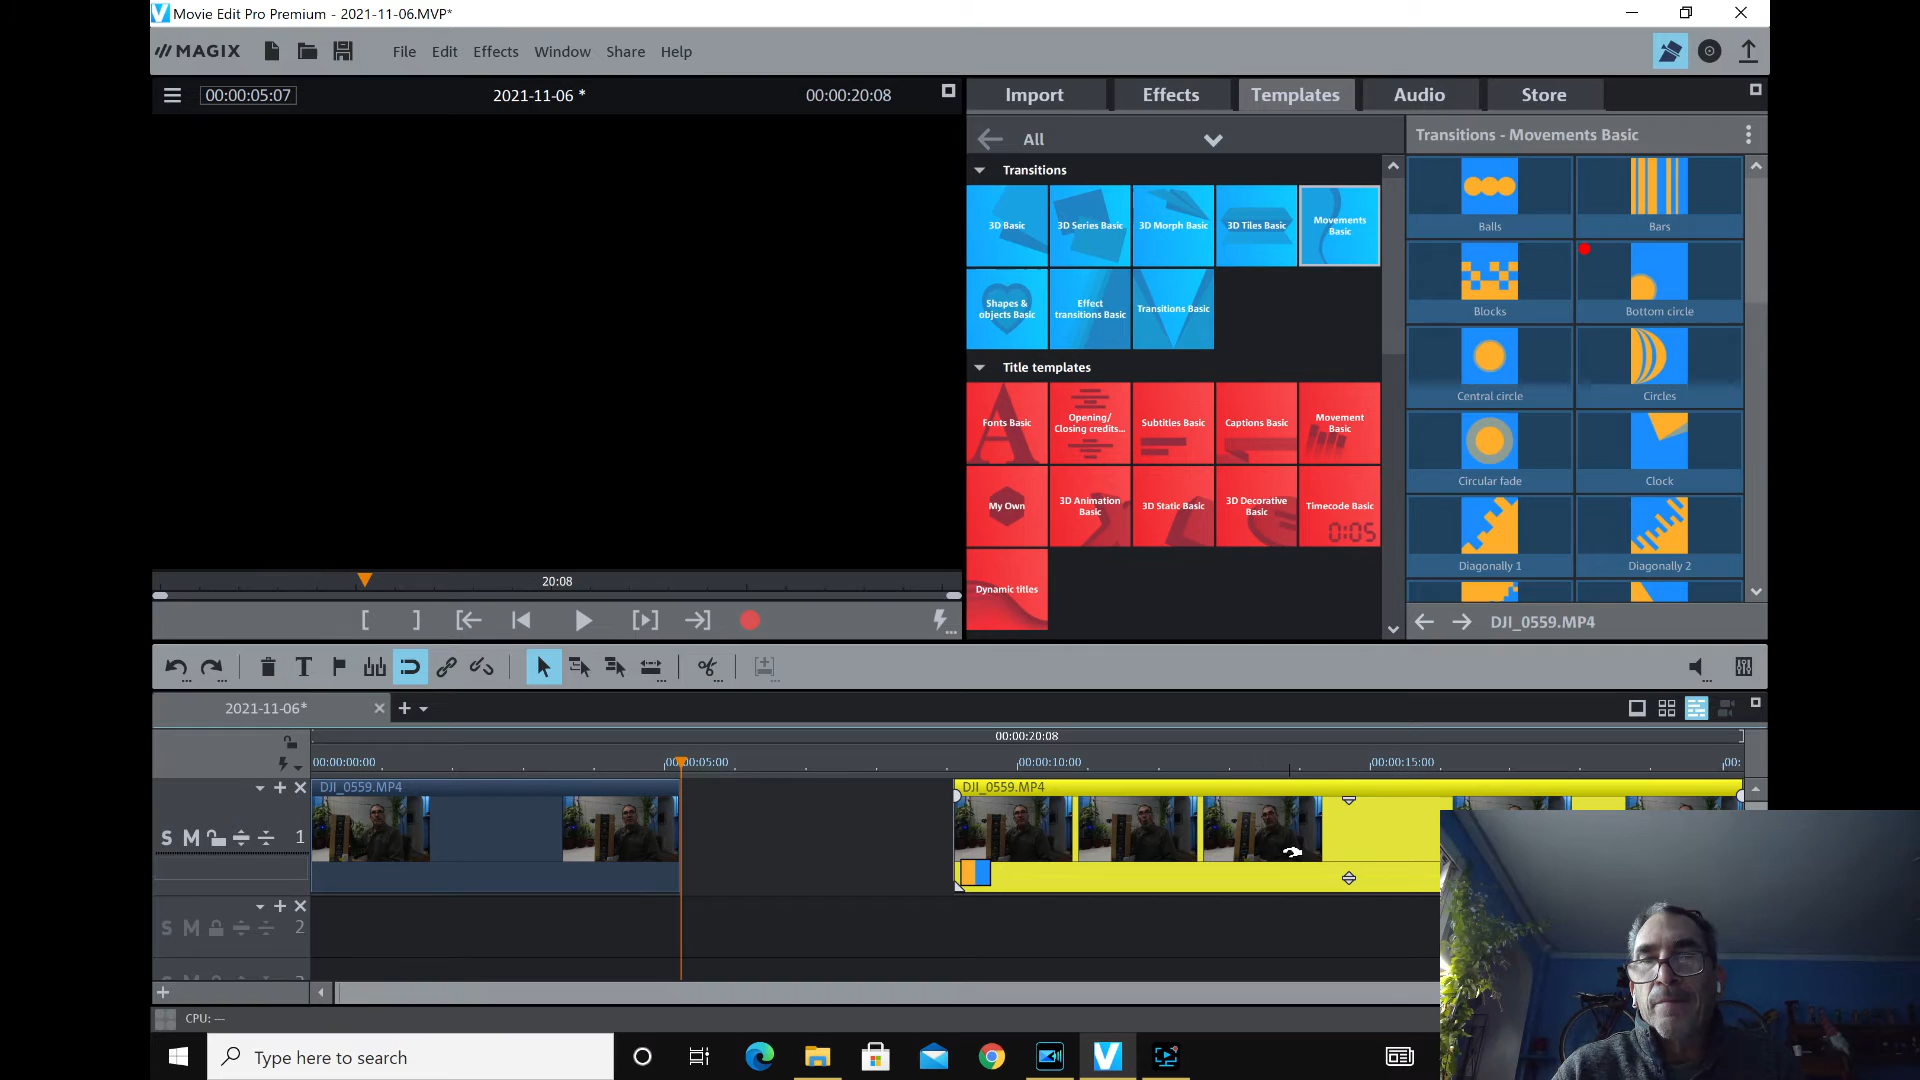 Movie Edit Pro Premium - 2021-11-06.MVP*
MAGIX File Edit Effects Window Share Help
00:00:05:07 2021-11-06 * 00:00:20:08
Import Effects Templates Audio Store
All
Transitions - Movements Basic
Transitions
3D Basic
3D Series Basic
3D Morph Basic
3D Tiles Basic
Movements
Basic
Shapes &
objects Basic
Effect
transitions Basic
Transitions Basic
Title templates
Fonts Basic
Opening/
Closing credits...
Subtitles Basic
Captions Basic
Movement
Basic
My Own
3D Animation
Basic
3D Static Basic
3D Decorative
Basic
Timecode Basic
0:05
Dynamic titles
Balls
Bars
Blocks
Bottom circle
Central circle
Circles
Circular fade
Clock
Diagonally 1
Diagonally 2
DJI_0559.MP4
20:08
2021-11-06*
00:00:20:08
00:00:00:00 00:00:05:00 00:00:10:00 00:00:15:00 00:
DJI_0559.MP4
DJI_0559.MP4
S M 1
S M 2
CPU: —
Type here to search